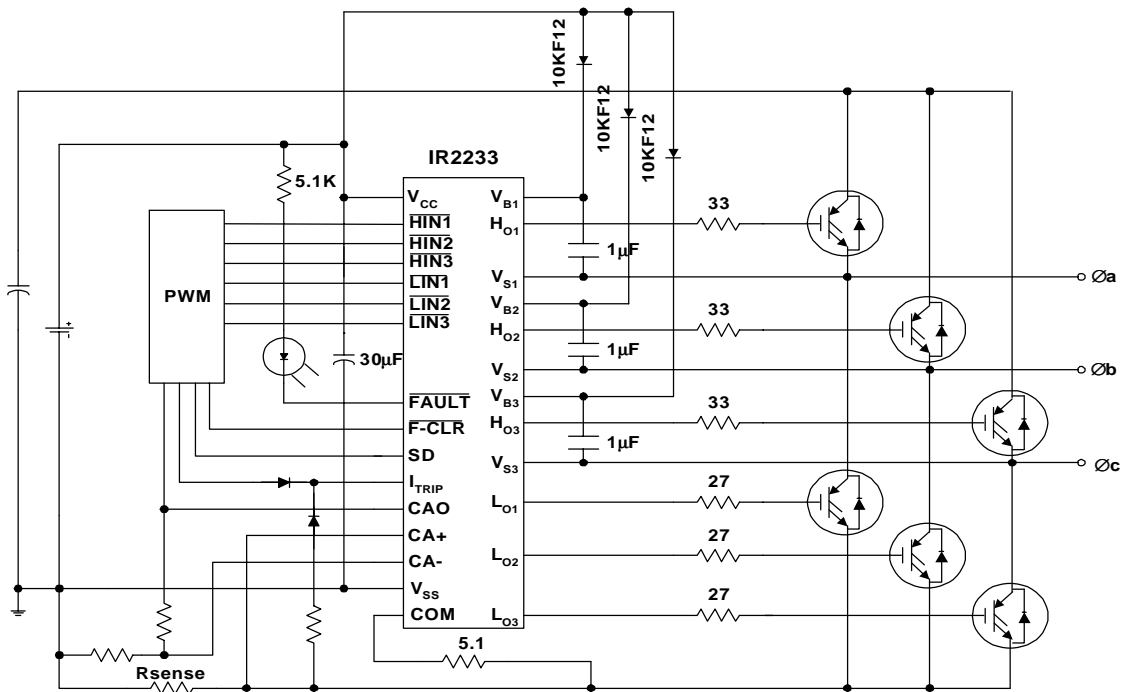 10KF12
10KF12
10KF12
IR2233
5.1K
VCC
HIN1
HIN2
HIN3
LIN1
LIN2
LIN3
FAULT
F-CLR
SD
ITRIP
CAO
CA+
CA-
VSS
COM
VB1
HO1
VS1
VB2
HO2
VS2
VB3
HO3
VS3
LO1
LO2
LO3
PWM
+
-
30µF
1µF
1µF
1µF
33
33
33
27
27
27
Øa
Øb
Øc
5.1
Rsense